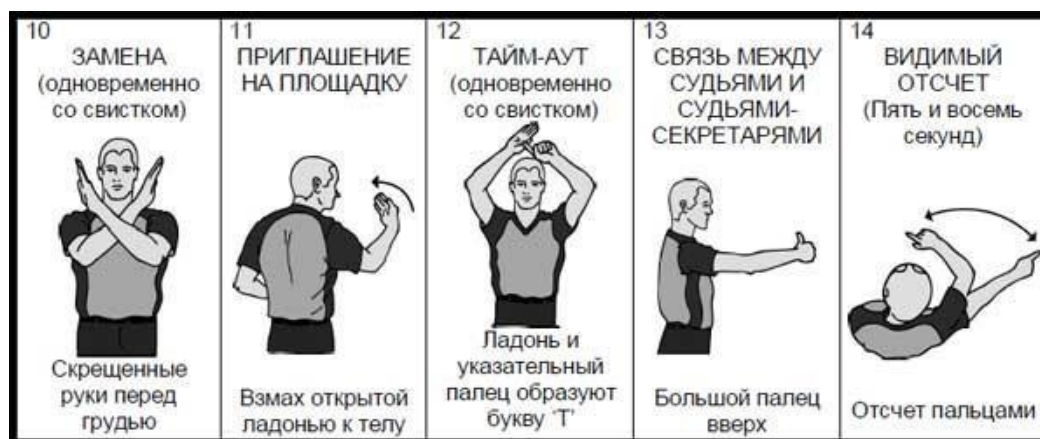 10
ЗАМЕНА
(одновременно
со свистком)
Скрещенные
руки перед
грудью
11
ПРИГЛАШЕНИЕ
НА ПЛОЩАДКУ
Взмах открытой
ладонью к телу
12
ТАЙМ-АУТ
(одновременно
со свистком)
Ладонь и
указательный
палец образуют
букву ‘Т’
13
СВЯЗЬ МЕЖДУ
СУДЬЯМИ И
СУДЬЯМИ-
СЕКРЕТАРЯМИ
Большой палец
вверх
14
ВИДИМЫЙ
ОТСЧЕТ
(Пять и восемь
секунд)
Отсчет пальцами